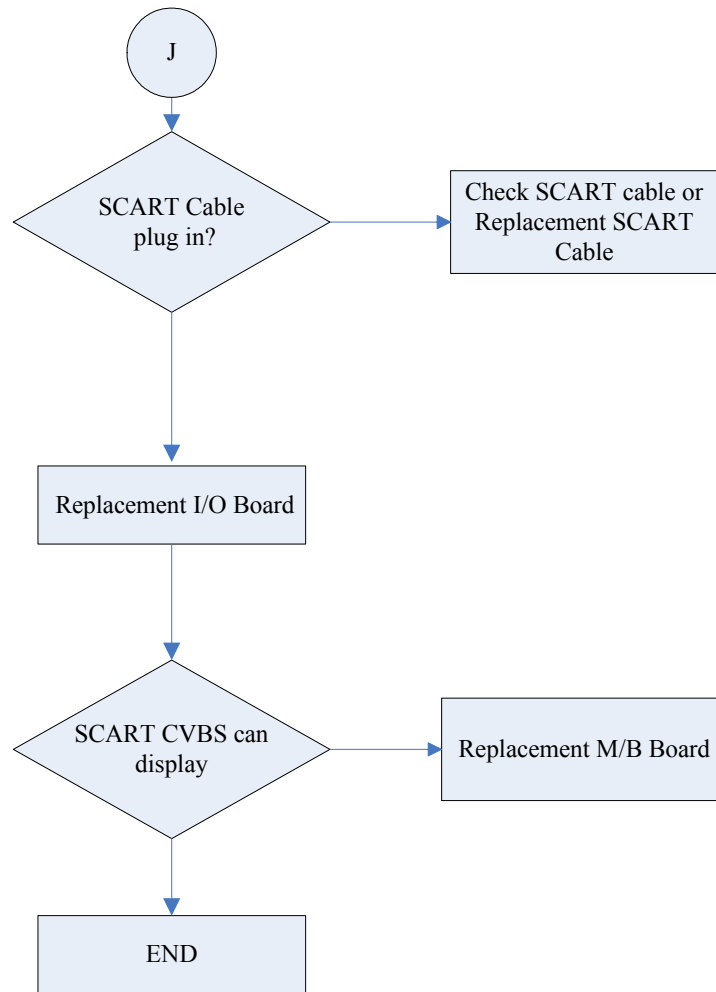 J
SCART Cable
plug in?
Check SCART cable or
Replacement SCART
Cable
Replacement I/O Board
SCART CVBS can
display
Replacement M/B Board
END